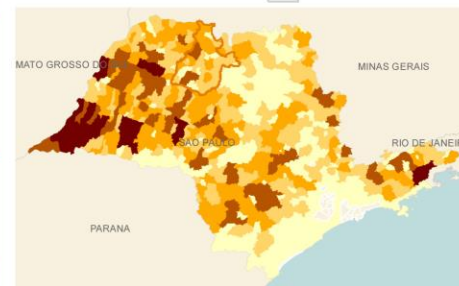 MATO GROSSO DO
MINAS GERAIS
SAO PAULO
RIO DE JANEI
PARANA